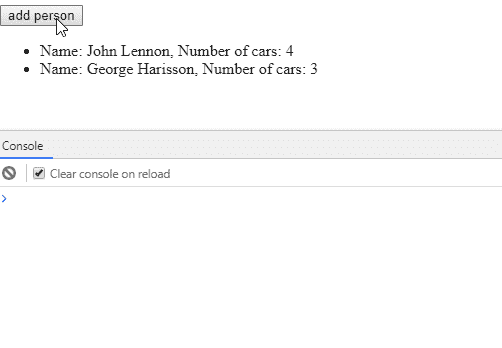 add person
Name: John Lennon, Number of cars: 4
Name: George Harisson, Number of cars: 3
Console
Clear console on reload